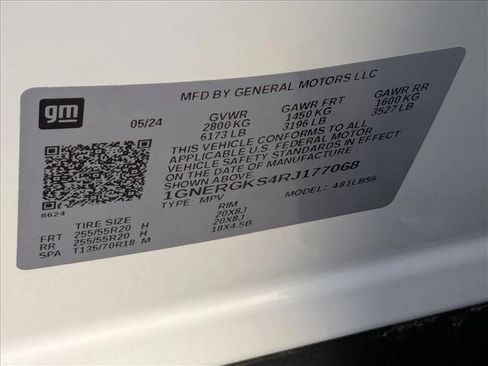 gm
MFD BY GENERAL MOTORS LLC
05/24 GVWR GAWR FRT GAWR RR
2800 KG 1450 KG 1600 KG
6173 LB 3196 LB 3527 LB
THIS VEHICLE CONFORMS TO ALL
APPLICABLE U.S. FEDERAL MOTOR
VEHICLE SAFETY STANDARDS IN EFFECT
ON THE DATE OF MANUFACTURE
SHOWN ABOVE.
1GNERGKS4RJ177068
8624 TYPE: MPV MODEL: 481LB56
TIRE SIZE RIM
FRT 255/55R20 H 20X8J
RR 255/55R20 H 20X8J
SPA T135/70R18 M 18X4.5B